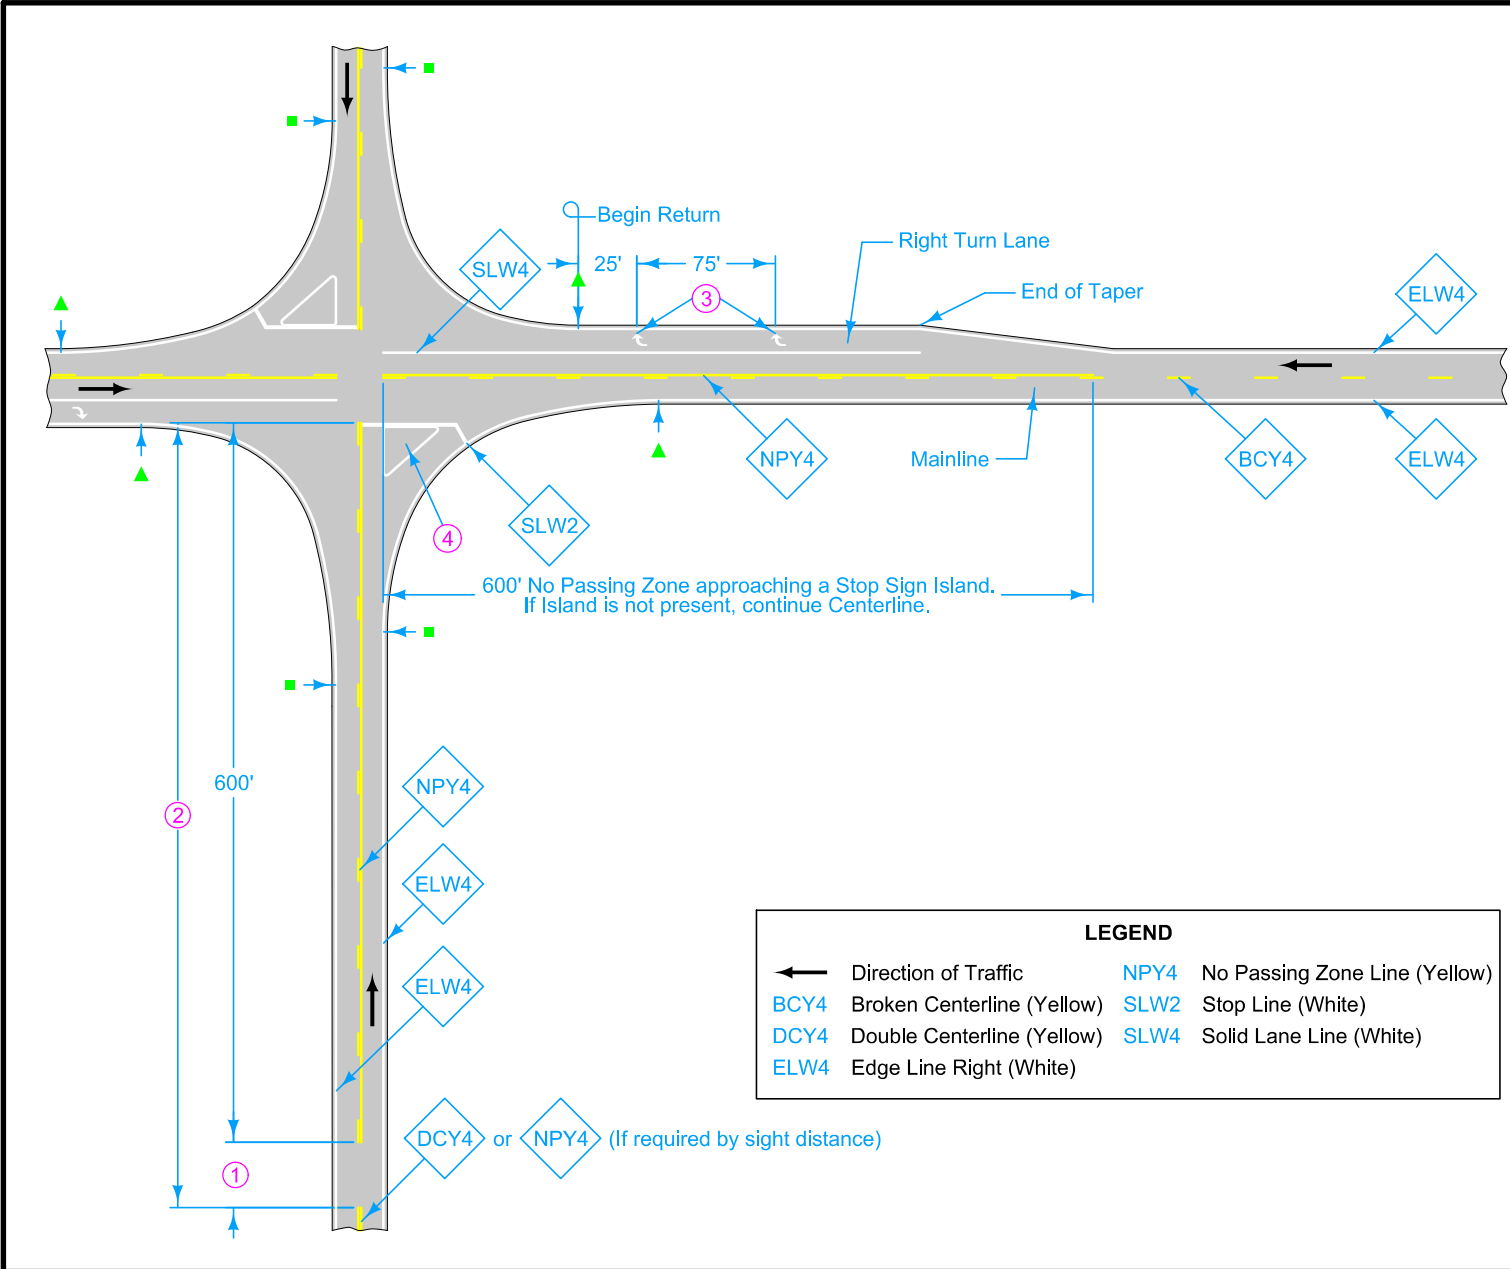 Begin Return
Right Turn Lane
SLW4
25'
75'
End of Taper
3
ELW4
NPY4
Mainline
BCY4
ELW4
4
SLW2
600' No Passing Zone approaching a Stop Sign Island.
If Island is not present, continue Centerline.
600'
NPY4
2
ELW4
ELW4
LEGEND
Direction of Traffic
NPY4 No Passing Zone Line (Yellow)
BCY4 Broken Centerline (Yellow)
SLW2 Stop Line (White)
DCY4 Double Centerline (Yellow)
SLW4 Solid Lane Line (White)
ELW4 Edge Line Right (White)
DCY4 or NPY4 (If required by sight distance)
1